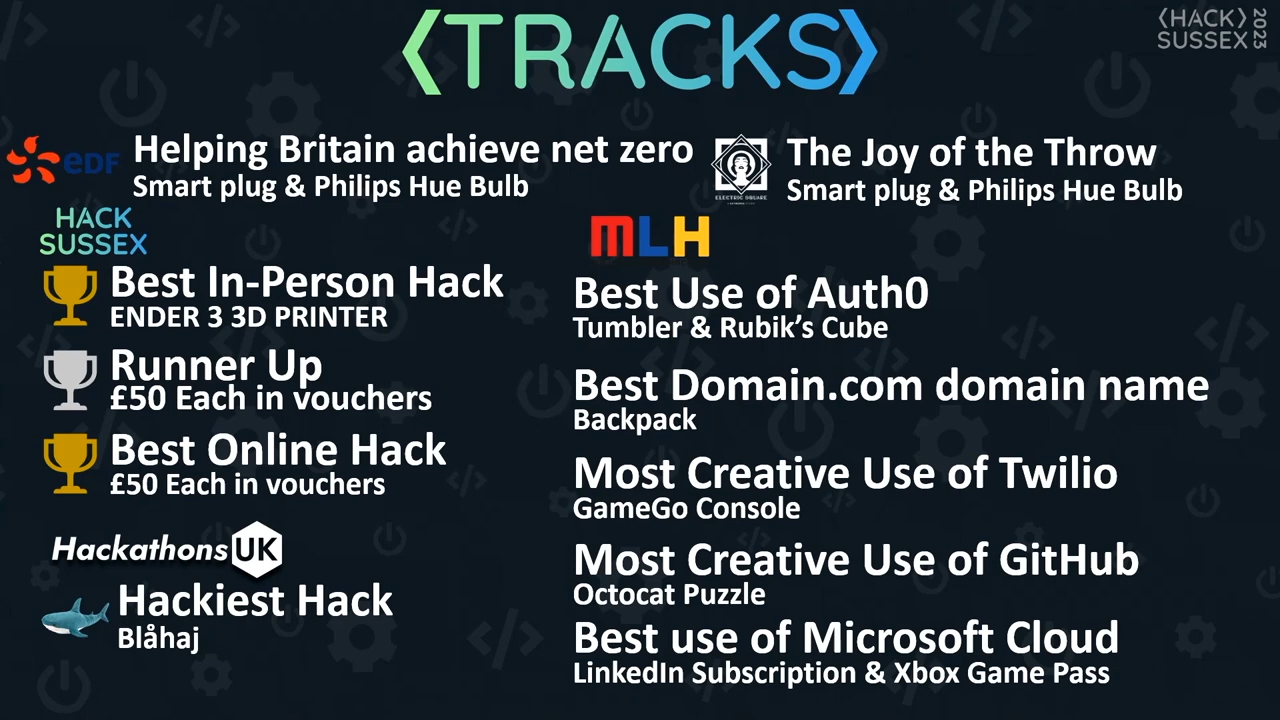 ⟨TRACKS⟩
⟨HACK⟩
SUSSEX
2023
edf
Helping Britain achieve net zero
Smart plug & Philips Hue Bulb
ELECTRIC SQUARE
The Joy of the Throw
Smart plug & Philips Hue Bulb
HACK
SUSSEX
Best In-Person Hack
ENDER 3 3D PRINTER
Runner Up
£50 Each in vouchers
Best Online Hack
£50 Each in vouchers
Hackathons UK
Hackiest Hack
Blåhaj
MLH
Best Use of Auth0
Tumbler & Rubik’s Cube
Best Domain.com domain name
Backpack
Most Creative Use of Twilio
GameGo Console
Most Creative Use of GitHub
Octocat Puzzle
Best use of Microsoft Cloud
LinkedIn Subscription & Xbox Game Pass